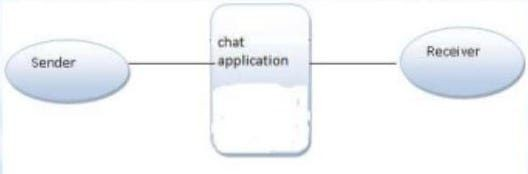 Sender
chat
application
Receiver